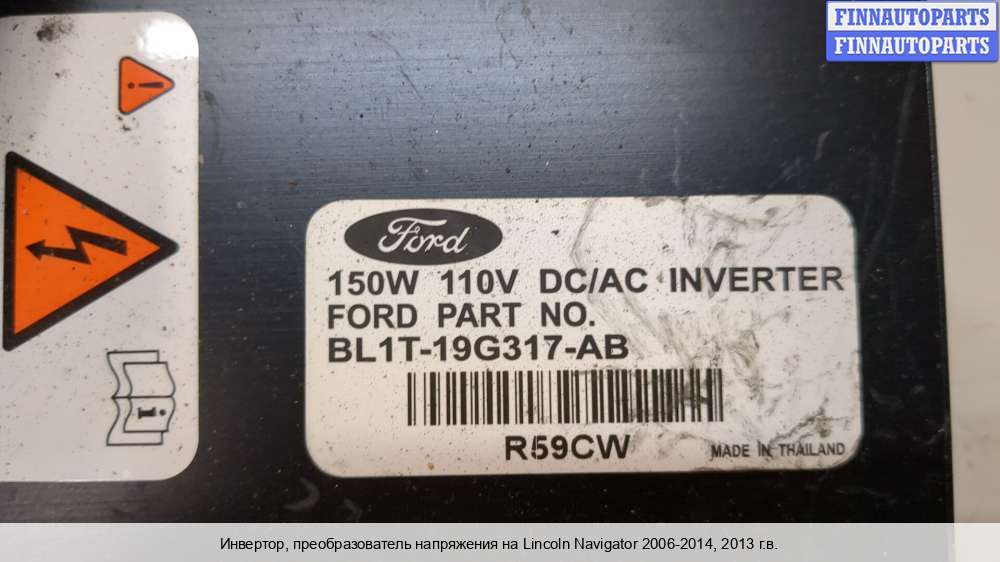 FINNAUTOPARTS
FINNAUTOPARTS
Ford
150W 110V DC/AC INVERTER
FORD PART NO.
BL1T-19G317-AB
R59CW
MADE IN THAILAND
Инвертор, преобразователь напряжения на Lincoln Navigator 2006-2014, 2013 г.в.